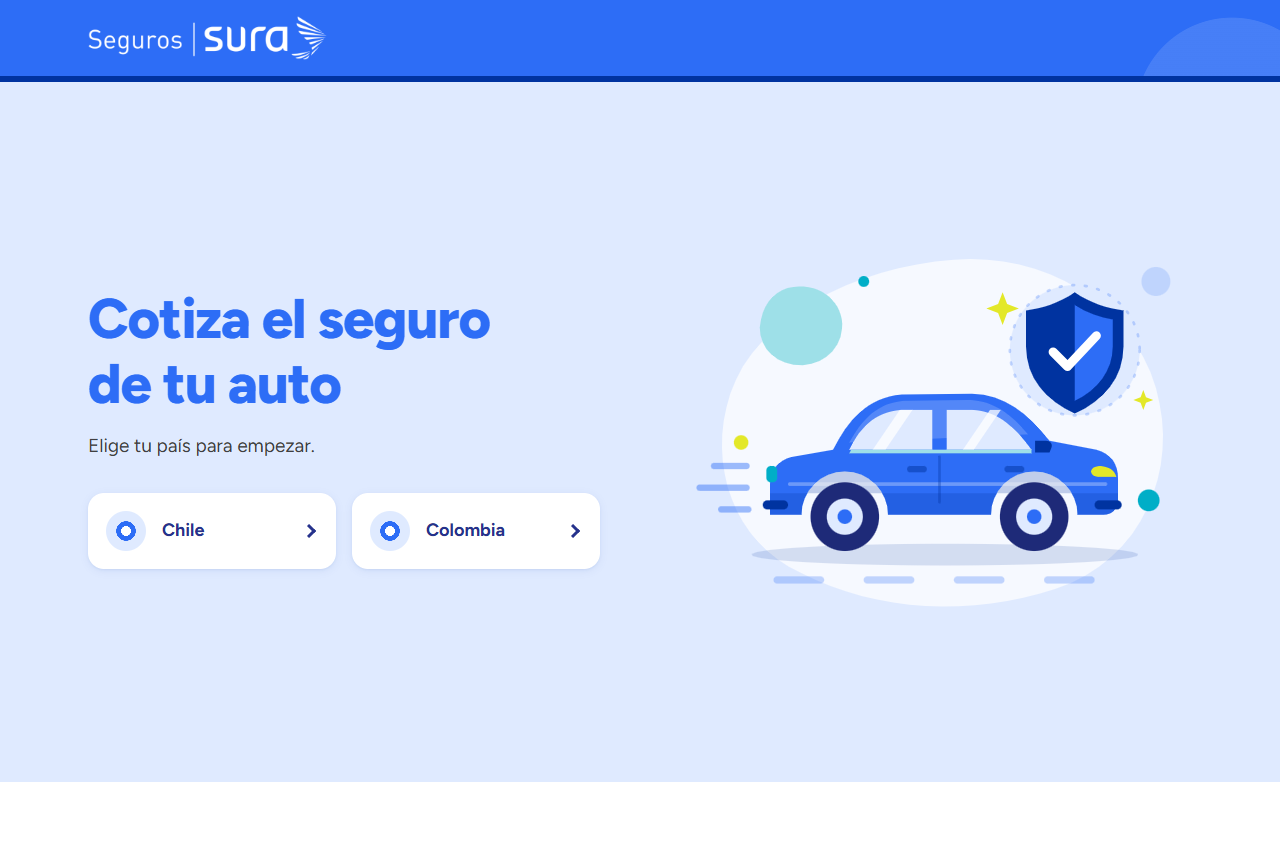 Seguros | sura
Cotiza el seguro
de tu auto
Elige tu país para empezar.
Chile
Colombia